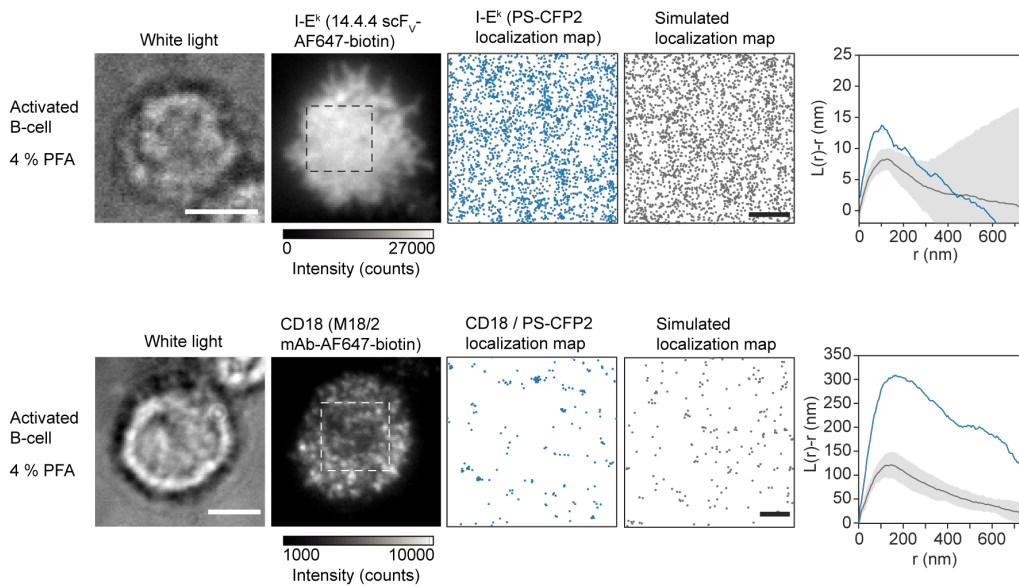 White light
I-Eᵏ (14.4.4 scFᵥ-
AF647-biotin)
I-Eᵏ (PS-CFP2
localization map)
Simulated
localization map
Activated
B-cell
4 % PFA
0
27000
Intensity (counts)
25
20
15
10
5
0
L(r)-r (nm)
0
200
400
600
r (nm)
White light
CD18 (M18/2
mAb-AF647-biotin)
CD18 / PS-CFP2
localization map
Simulated
localization map
Activated
B-cell
4 % PFA
1000
10000
Intensity (counts)
350
300
250
200
150
100
50
0
L(r)-r (nm)
0
200
400
600
r (nm)